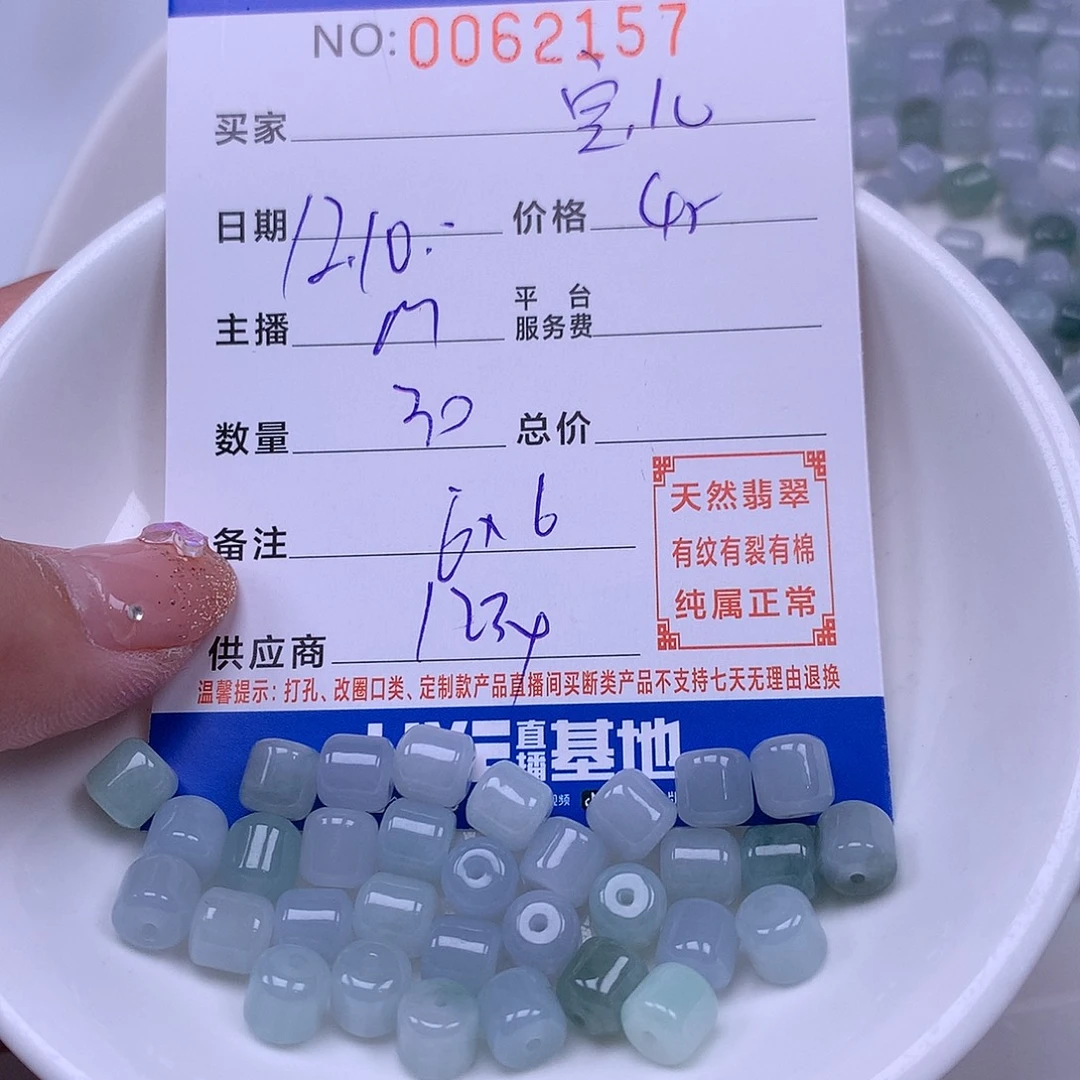 NO:0062157
买家
日期 12.10. 价格
主播 M 平台服务费
数量 30 总价
备注 6x6
供应商
天然翡翠
有纹有裂有棉
纯属正常
温馨提示：打孔、改圈口类、定制款产品直播间买断类产品不支持七天无理由退换
直播基地